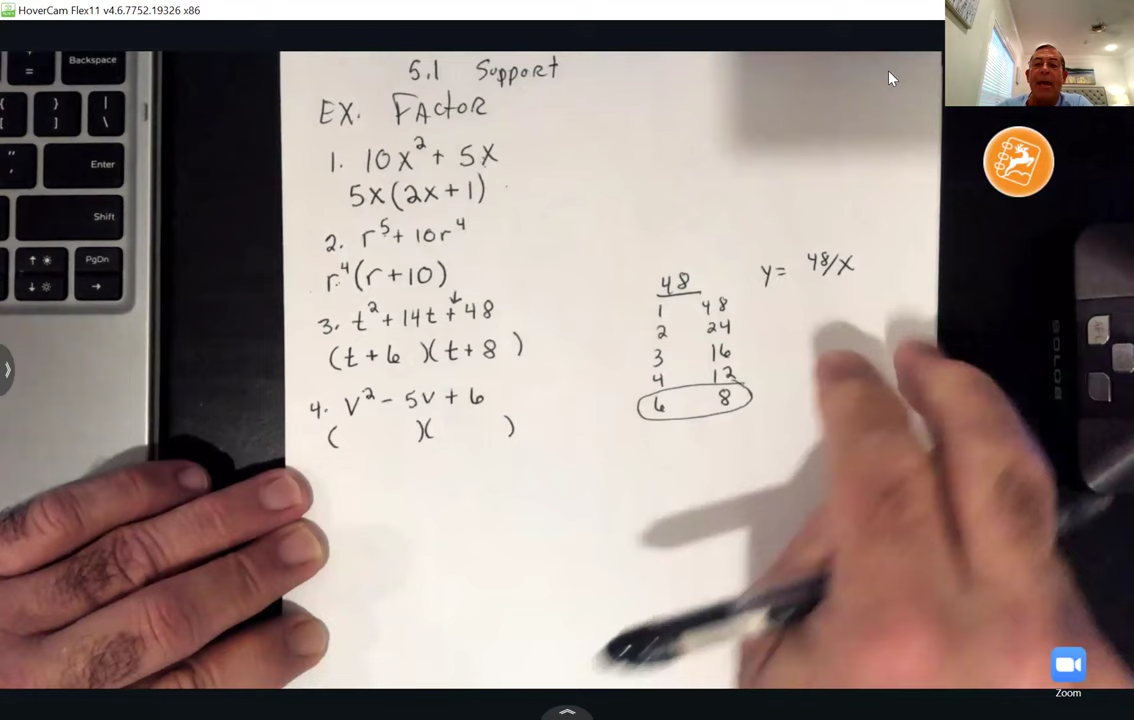 HoverCam Flex11 v4.6.7752.19326 x86
5.1 Support
EX. FACtoR
1. 10x² + 5x
5x(2x+1)
2. r⁵ + 10r⁴
r⁴(r+10)
3. t² + 14t + 48
(t+6)(t+8)
4. v² - 5v + 6
( )( )
48
1 48
2 24
3 16
4 12
6 8
y = 48/x
Backspace
=
}
]
|
\
"
'
Enter
Shift
PgDn
Zoom